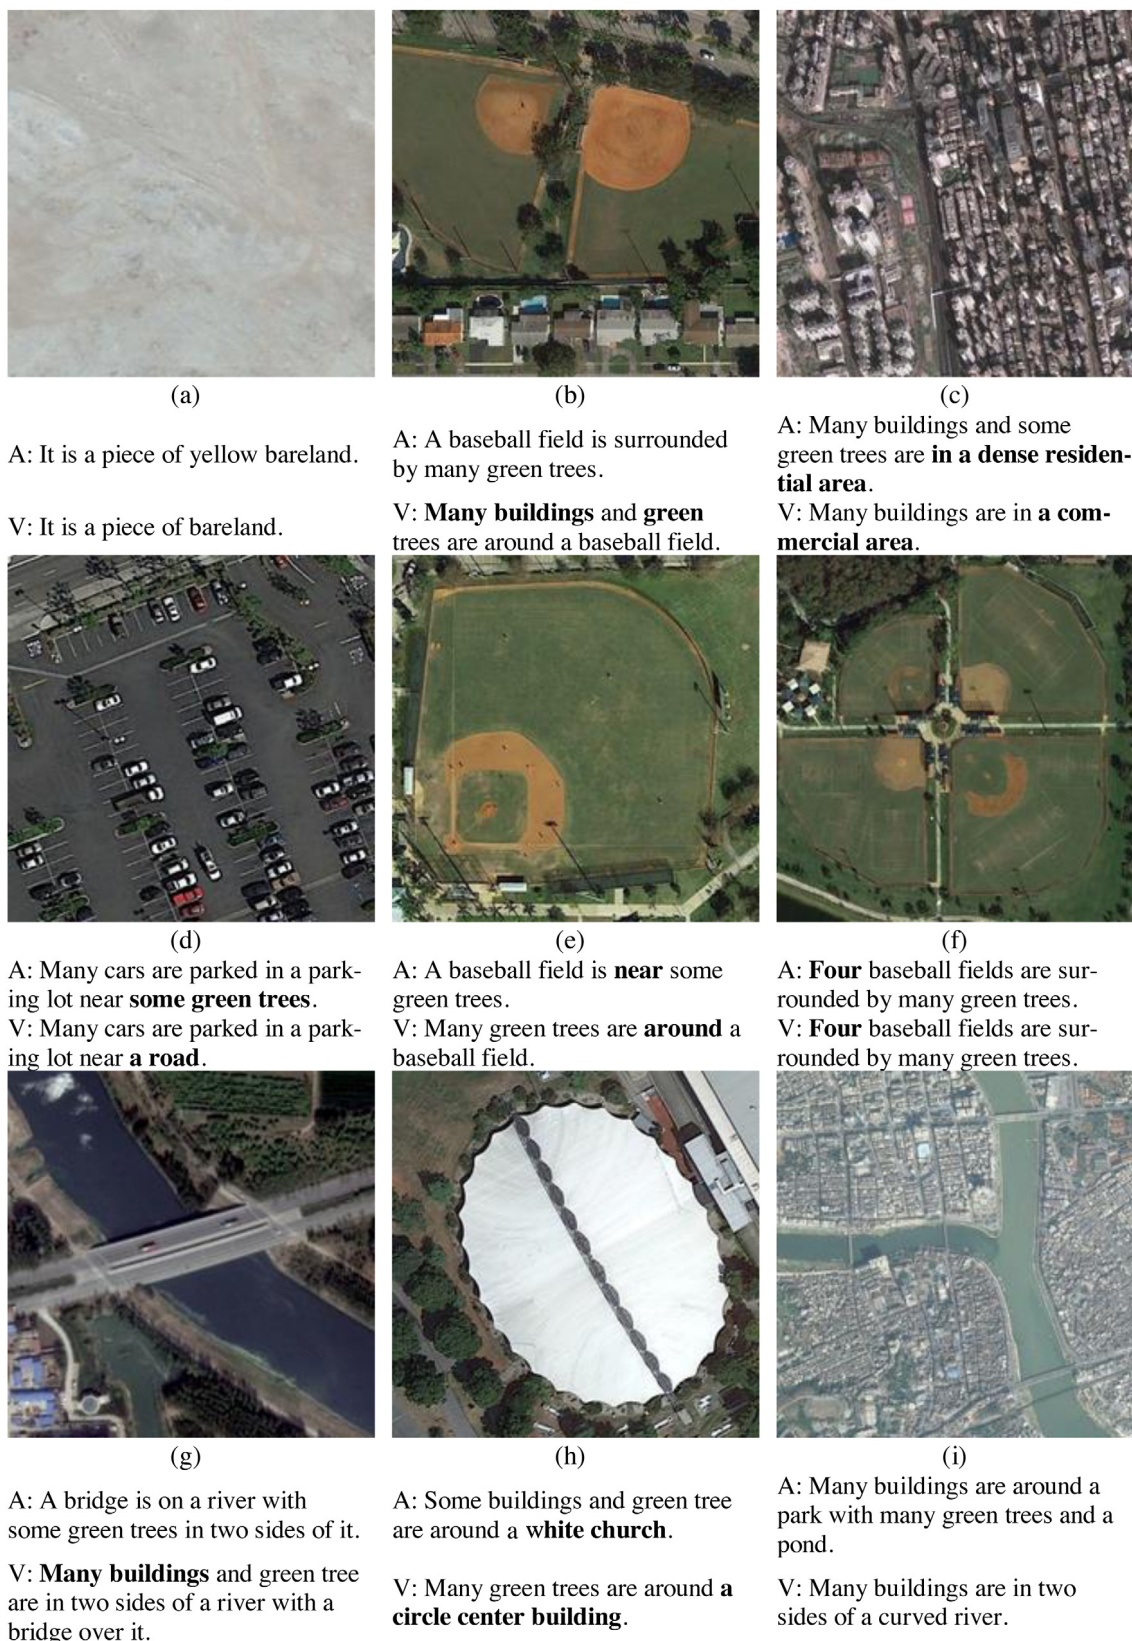 (a)
(b)
(c)
A: It is a piece of yellow bareland.
A: A baseball field is surrounded
by many green trees.
A: Many buildings and some
green trees are in a dense residen-
tial area.
V: It is a piece of bareland.
V: Many buildings and green
trees are around a baseball field.
V: Many buildings are in a com-
mercial area.
(d)
(e)
(f)
A: Many cars are parked in a park-
ing lot near some green trees.
A: A baseball field is near some
green trees.
A: Four baseball fields are sur-
rounded by many green trees.
V: Many cars are parked in a park-
ing lot near a road.
V: Many green trees are around a
baseball field.
V: Four baseball fields are sur-
rounded by many green trees.
(g)
(h)
(i)
A: A bridge is on a river with
some green trees in two sides of it.
A: Some buildings and green tree
are around a white church.
A: Many buildings are around a
park with many green trees and a
pond.
V: Many buildings and green tree
are in two sides of a river with a
bridge over it.
V: Many green trees are around a
circle center building.
V: Many buildings are in two
sides of a curved river.